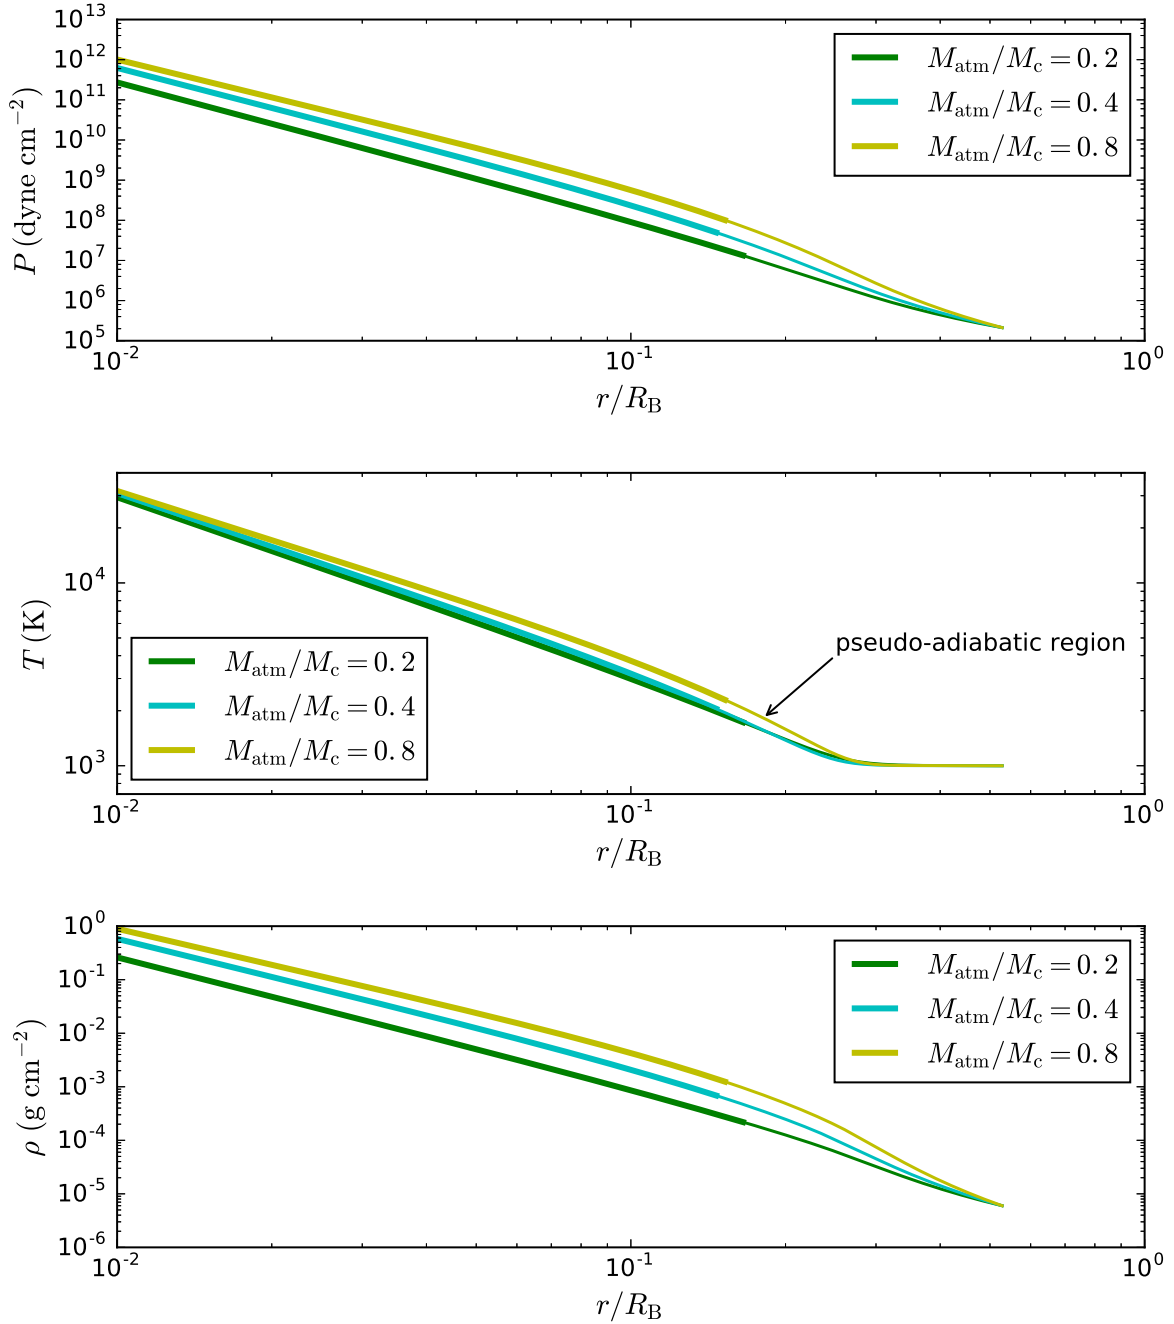 10^13
10^12
10^11
10^10
10^9
10^8
10^7
10^6
10^5
P (dyne cm^−2)
M_atm/M_c = 0.2
M_atm/M_c = 0.4
M_atm/M_c = 0.8
10^-2 10^-1 10^0
r/R_B
10^4
10^3
T (K)
pseudo-adiabatic region
M_atm/M_c = 0.2
M_atm/M_c = 0.4
M_atm/M_c = 0.8
10^-2 10^-1 10^0
r/R_B
10^0
10^-1
10^-2
10^-3
10^-4
10^-5
10^-6
ρ (g cm^−2)
M_atm/M_c = 0.2
M_atm/M_c = 0.4
M_atm/M_c = 0.8
10^-2 10^-1 10^0
r/R_B